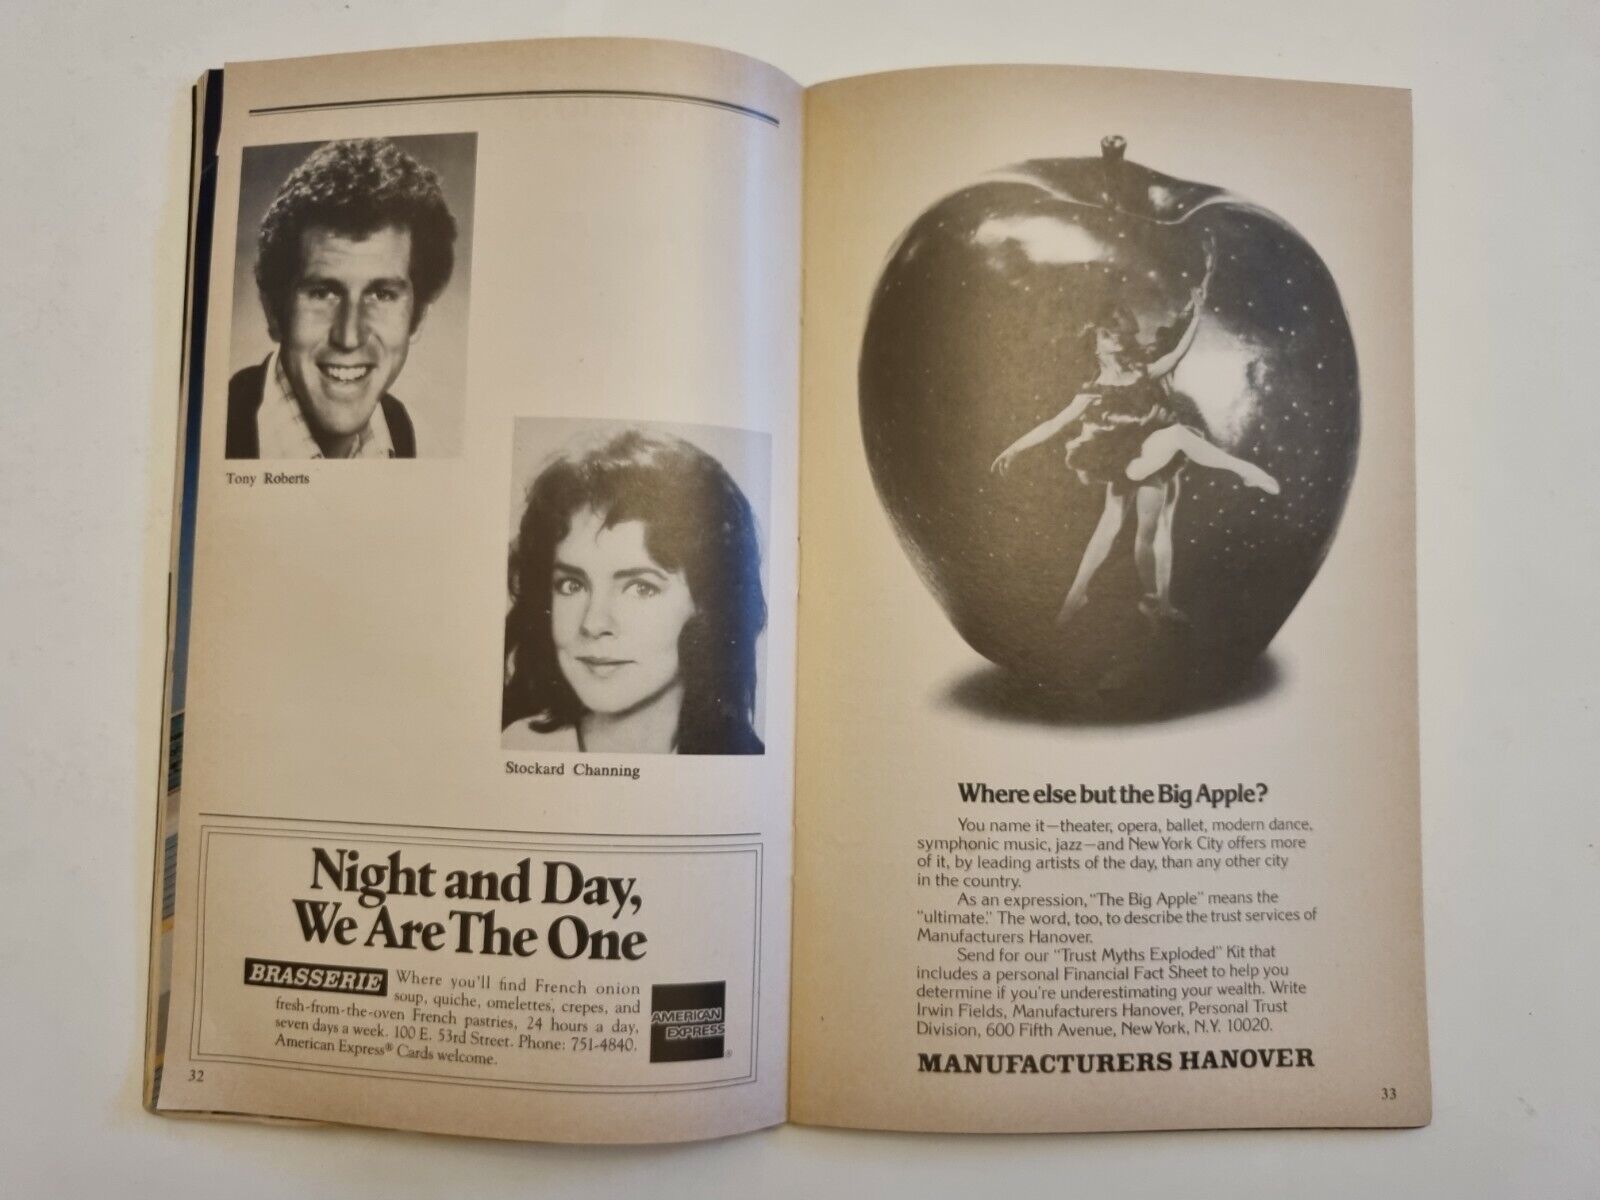 Tony Roberts
Stockard Channing
Night and Day,
We Are The One
BRASSERIE Where you'll find French onion
soup, quiche, omelettes, crepes, and
fresh-from-the-oven French pastries, 24 hours a day,
seven days a week. 100 E. 53rd Street. Phone: 751-4840.
American Express® Cards welcome.
AMERICAN
EXPRESS
®
32
Where else but the Big Apple?
You name it—theater, opera, ballet, modern dance,
symphonic music, jazz—and New York City offers more
of it, by leading artists of the day, than any other city
in the country.
As an expression, "The Big Apple" means the
"ultimate." The word, too, to describe the trust services of
Manufacturers Hanover.
Send for our "Trust Myths Exploded" Kit that
includes a personal Financial Fact Sheet to help you
determine if you're underestimating your wealth. Write
Irwin Fields, Manufacturers Hanover, Personal Trust
Division, 600 Fifth Avenue, New York, N.Y. 10020.
MANUFACTURERS HANOVER
33